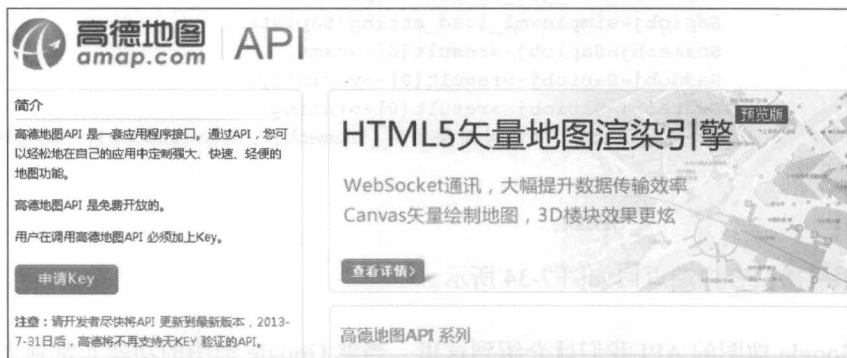 高德地图
amap.com
API
简介
高德地图API 是一套应用程序接口。通过API，您可
以轻松地在自己的应用中定制强大、快速、轻便的
地图功能。
高德地图API 是免费开放的。
用户在调用高德地图API 必须加上Key。
申请Key
注意：请开发者尽快将API 更新到最新版本，2013-
7-31日后，高德将不再支持无KEY 验证的API。
HTML5矢量地图渲染引擎
预览版
WebSocket通讯，大幅提升数据传输效率
Canvas矢量绘制地图，3D楼块效果更炫
查看详情>
高德地图API 系列